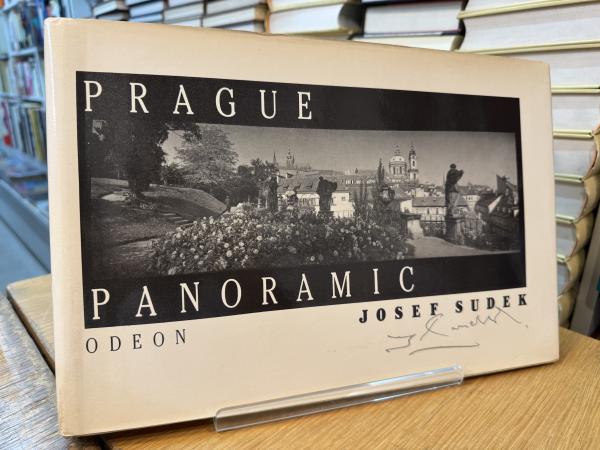 PRAGUE
PANORAMIC
JOSEF SUDEK
ODEON